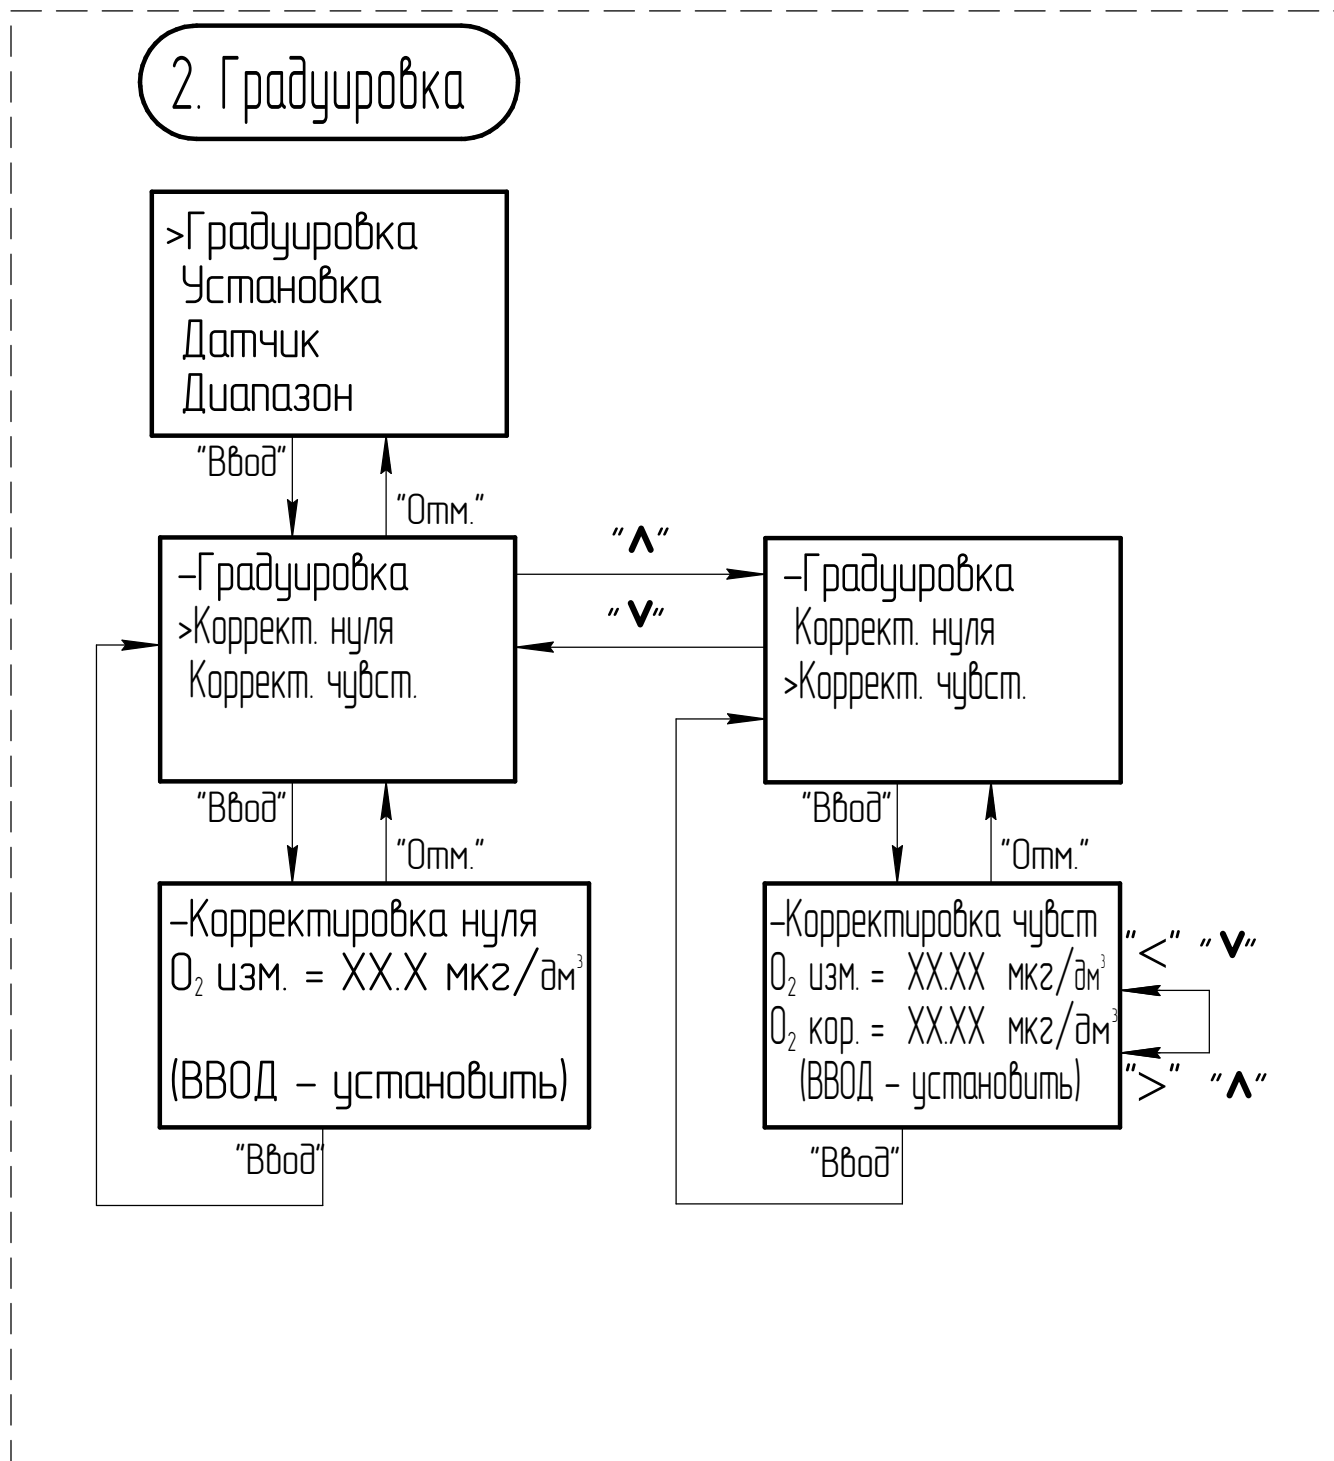 2. Градуировка
>Градуировка
Установка
Датчик
Диапазон
"Ввод"
"Отм."
–Градуировка
>Коррект. нуля
Коррект. чувст.
"∧"
"∨"
–Градуировка
Коррект. нуля
>Коррект. чувст.
"Ввод"
"Отм."
"Ввод"
"Отм."
–Корректировка нуля
O₂ изм. = XX.X мкг/дм³
(ВВОД – установить)
"Ввод"
–Корректировка чувст
O₂ изм. = XX.XX мкг/дм³
O₂ кор. = XX.XX мкг/дм³
(ВВОД – установить)
"<" "∨"
">" "∧"
"Ввод"